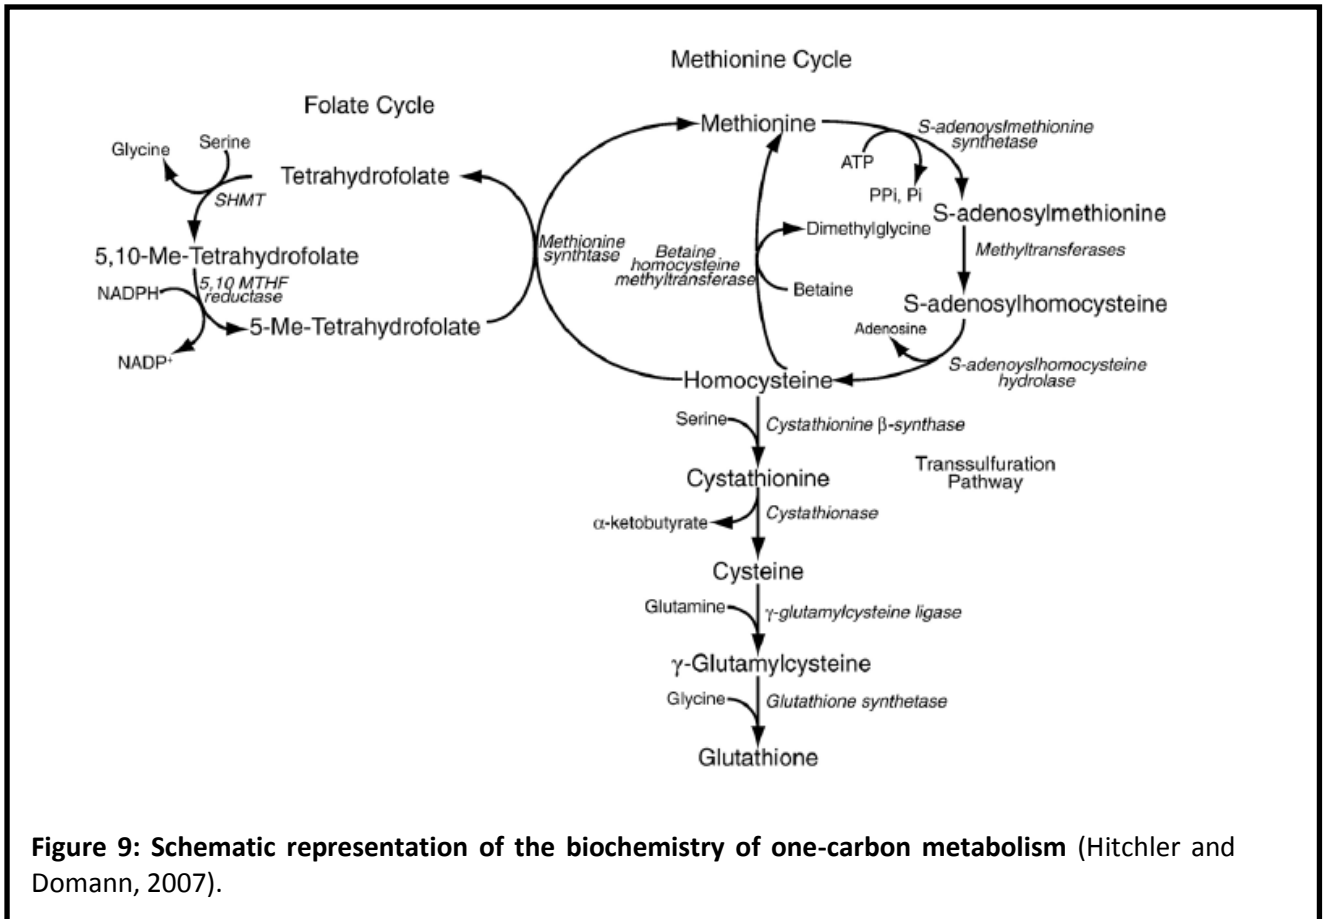 Methionine Cycle
Folate Cycle
Glycine
Serine
SHMT
Tetrahydrofolate
5,10-Me-Tetrahydrofolate
NADPH
5,10 MTHF
reductase
NADP⁺
5-Me-Tetrahydrofolate
Methionine
synthtase
Methionine
ATP
PPi, Pi
S-adenoyslmethionine
synthetase
S-adenosylmethionine
Methyltransferases
S-adenosylhomocysteine
Adenosine
S-adenoyslhomocysteine
hydrolase
Dimethylglycine
Betaine
homocysteine
methyltransferase
Betaine
Homocysteine
Serine
Cystathionine β-synthase
Transsulfuration
Pathway
Cystathionine
α-ketobutyrate
Cystathionase
Cysteine
Glutamine
γ-glutamylcysteine ligase
γ-Glutamylcysteine
Glycine
Glutathione synthetase
Glutathione
Figure 9: Schematic representation of the biochemistry of one-carbon metabolism (Hitchler and
Domann, 2007).